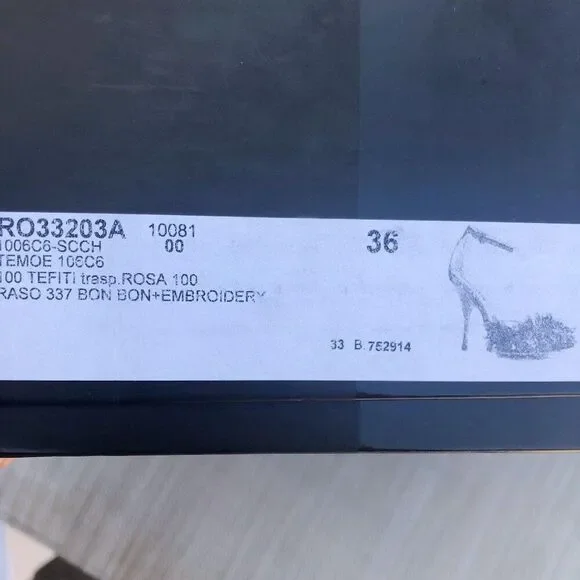 RO33203A 10081
1006C6-SCCH 00
36
TEMOE 106C6
100 TEFITI trasp.ROSA 100
RASO 337 BON BON+EMBROIDERY
33 B 752914